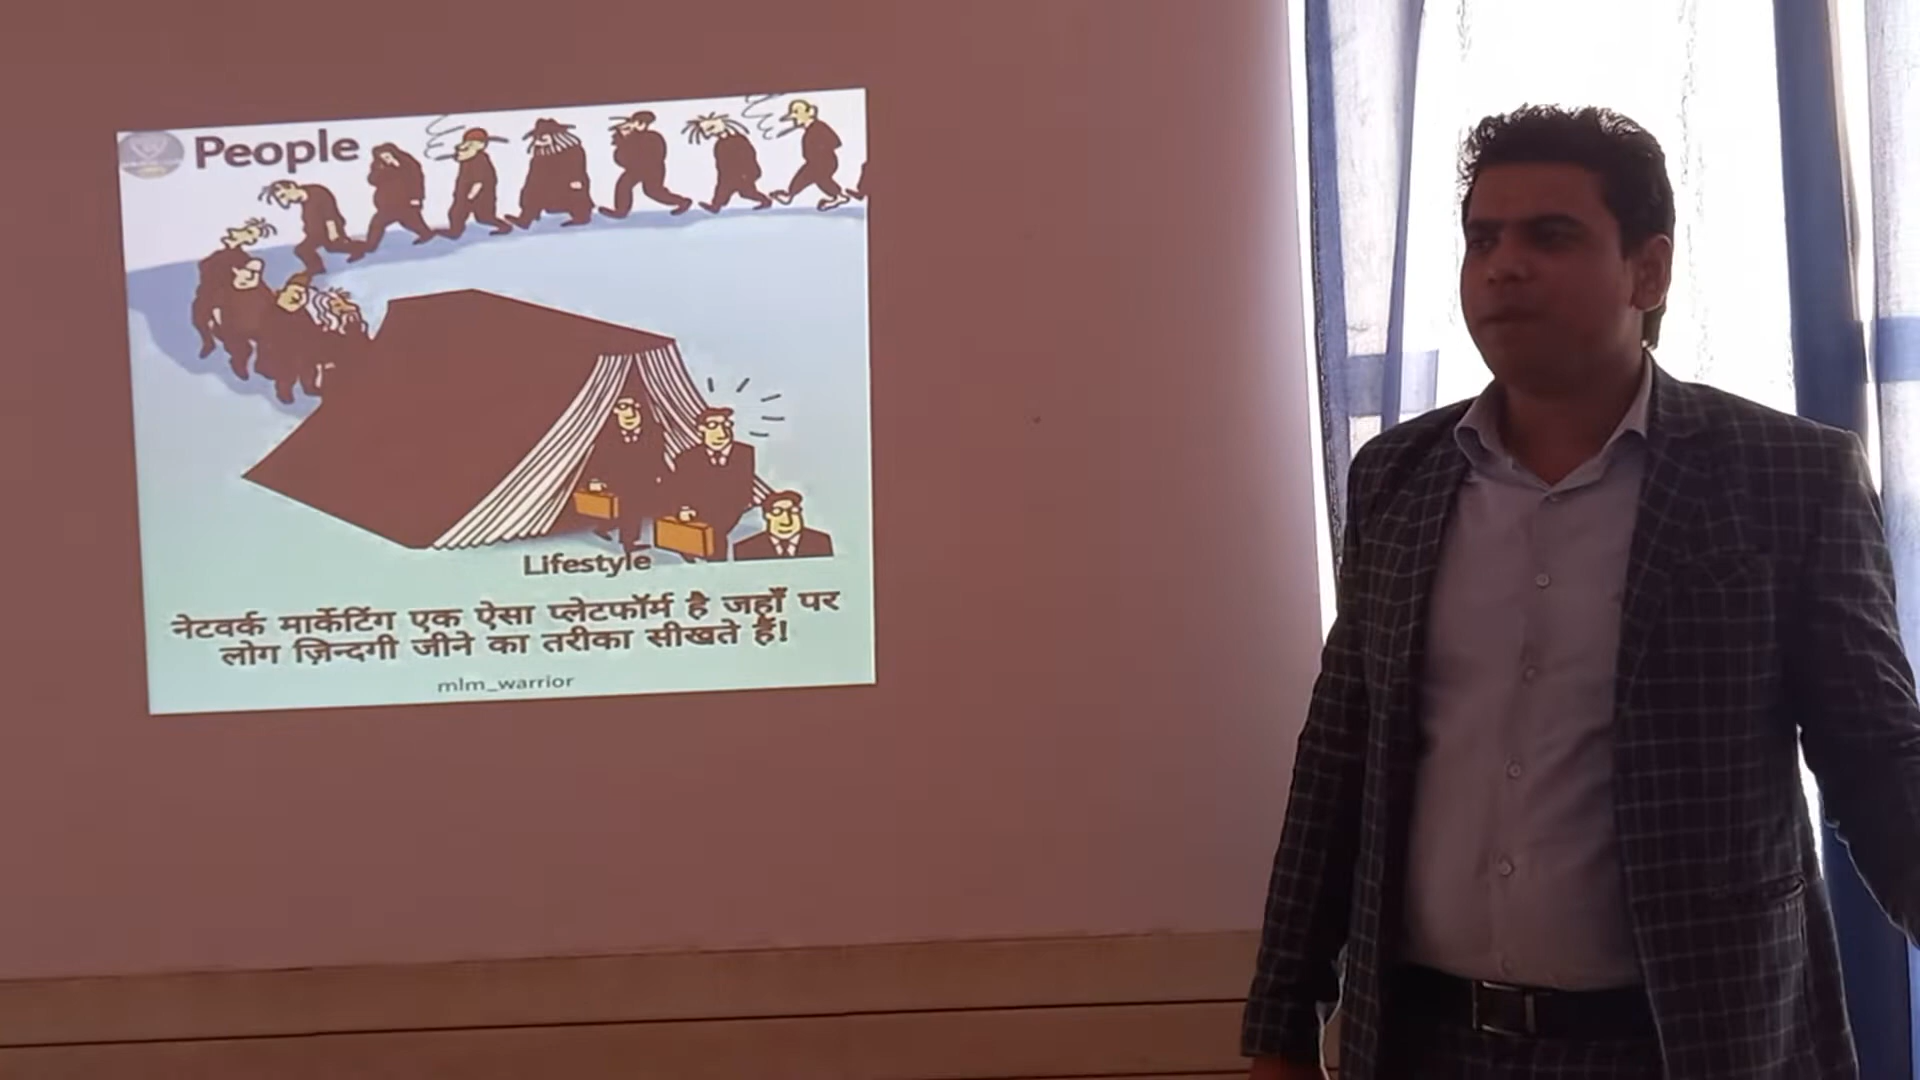 People
Lifestyle
नेटवर्क मार्केटिंग एक ऐसा प्लेटफॉर्म है जहाँ पर
लोग ज़िन्दगी जीने का तरीका सीखते हैं!
mlm_warrior